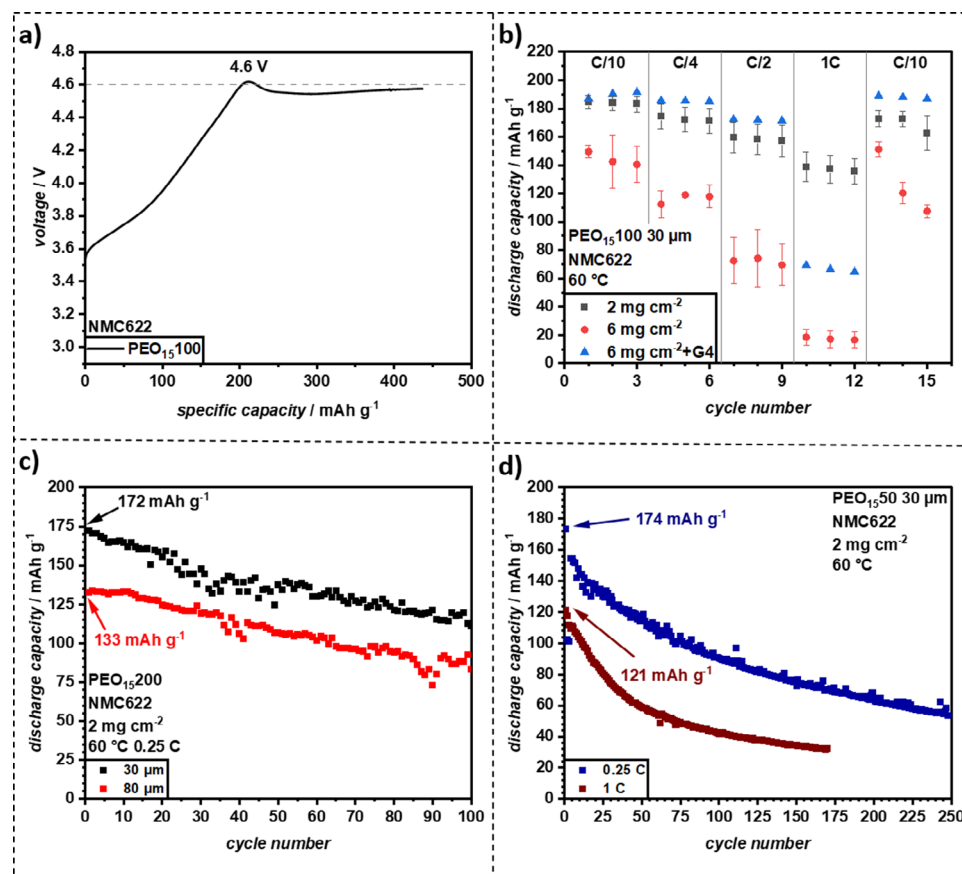 a)
4.8
4.6
4.4
4.2
4.0
3.8
3.6
3.4
3.2
3.0
voltage / V
4.6 V
NMC622
PEO₁₅100
0 100 200 300 400 500
specific capacity / mAh g⁻¹
b)
220
200
180
160
140
120
100
80
60
40
20
0
discharge capacity / mAh g⁻¹
C/10 C/4 C/2 1C C/10
PEO₁₅100 30 µm
NMC622
60 °C
2 mg cm⁻²
6 mg cm⁻²
6 mg cm⁻²+G4
0 3 6 9 12 15
cycle number
c)
200
175
150
125
100
75
50
25
0
discharge capacity / mAh g⁻¹
172 mAh g⁻¹
133 mAh g⁻¹
PEO₁₅200
NMC622
2 mg cm⁻²
60 °C 0.25 C
30 µm
80 µm
0 10 20 30 40 50 60 70 80 90 100
cycle number
d)
200
180
160
140
120
100
80
60
40
20
0
discharge capacity / mAh g⁻¹
PEO₁₅50 30 µm
NMC622
2 mg cm⁻²
60 °C
174 mAh g⁻¹
121 mAh g⁻¹
0.25 C
1 C
0 25 50 75 100 125 150 175 200 225 250
cycle number